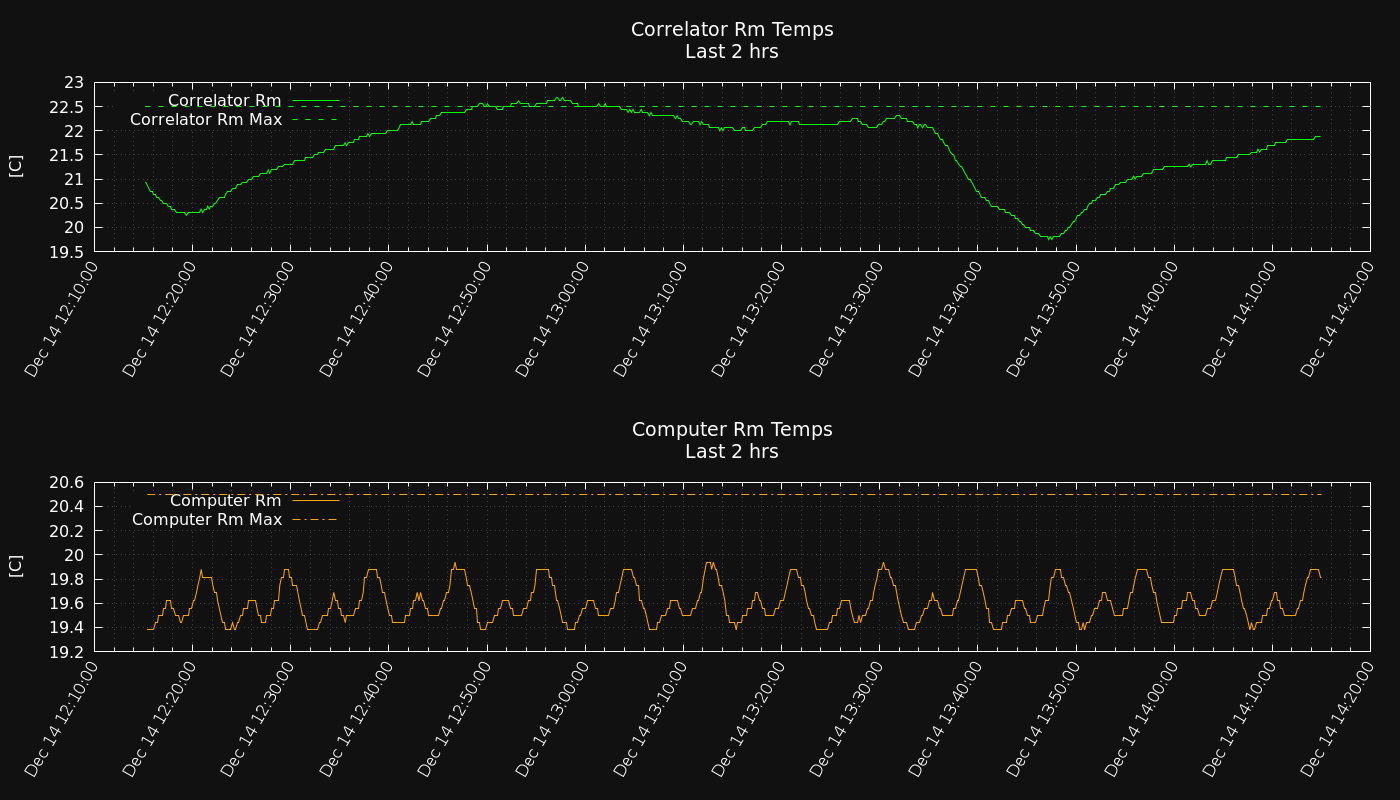 Correlator Rm Temps
Last 2 hrs
23
22.5
22
21.5
21
20.5
20
19.5
[C]
Correlator Rm
Correlator Rm Max
Dec 14 12:10:00
Dec 14 12:20:00
Dec 14 12:30:00
Dec 14 12:40:00
Dec 14 12:50:00
Dec 14 13:00:00
Dec 14 13:10:00
Dec 14 13:20:00
Dec 14 13:30:00
Dec 14 13:40:00
Dec 14 13:50:00
Dec 14 14:00:00
Dec 14 14:10:00
Dec 14 14:20:00
Computer Rm Temps
Last 2 hrs
20.6
20.4
20.2
20
19.8
19.6
19.4
19.2
[C]
Computer Rm
Computer Rm Max
Dec 14 12:10:00
Dec 14 12:20:00
Dec 14 12:30:00
Dec 14 12:40:00
Dec 14 12:50:00
Dec 14 13:00:00
Dec 14 13:10:00
Dec 14 13:20:00
Dec 14 13:30:00
Dec 14 13:40:00
Dec 14 13:50:00
Dec 14 14:00:00
Dec 14 14:10:00
Dec 14 14:20:00